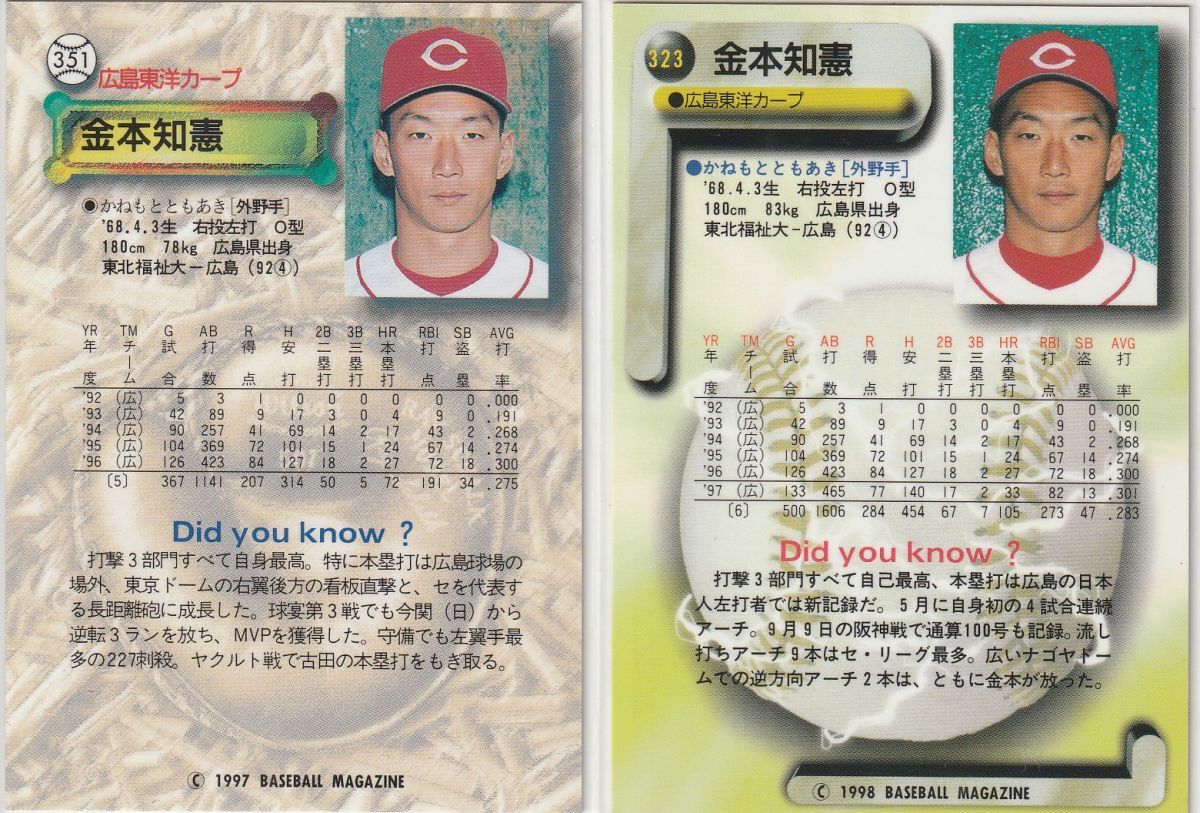 351
広島東洋カープ
金本知憲
●かねもとともあき［外野手］
'68.4.3生 右投左打 O型
180cm 78kg 広島県出身
東北福祉大－広島（92④）
YR TM G AB R H 2B 3B HR RBI SB AVG
年度 チーム 試合 打数 得点 安打 二塁打 三塁打 本塁打 打点 盗塁 打率
'92 (広) 5 3 1 0 0 0 0 0 0 .000
'93 (広) 42 89 9 17 3 0 4 9 0 .191
'94 (広) 90 257 41 69 14 2 17 43 2 .268
'95 (広) 104 369 72 101 15 1 24 67 14 .274
'96 (広) 126 423 84 127 18 2 27 72 18 .300
〔5〕 367 1141 207 314 50 5 72 191 34 .275
Did you know ?
打撃3部門すべて自身最高。特に本塁打は広島球場の
場外、東京ドームの右翼後方の看板直撃と、セを代表す
る長距離砲に成長した。球宴第3戦でも今関（日）から
逆転3ランを放ち、MVPを獲得した。守備でも左翼手最
多の227刺殺。ヤクルト戦で古田の本塁打をもぎ取る。
© 1997 BASEBALL MAGAZINE
323
金本知憲
●広島東洋カープ
●かねもとともあき［外野手］
'68.4.3生 右投左打 O型
180cm 83kg 広島県出身
東北福祉大－広島（92④）
YR TM G AB R H 2B 3B HR RBI SB AVG
年度 チーム 試合 打数 得点 安打 二塁打 三塁打 本塁打 打点 盗塁 打率
'92 (広) 5 3 1 0 0 0 0 0 0 .000
'93 (広) 42 89 9 17 3 0 4 9 0 .191
'94 (広) 90 257 41 69 14 2 17 43 2 .268
'95 (広) 104 369 72 101 15 1 24 67 14 .274
'96 (広) 126 423 84 127 18 2 27 72 18 .300
'97 (広) 133 465 77 140 17 2 33 82 13 .301
〔6〕 500 1606 284 454 67 7 105 273 47 .283
Did you know ?
打撃3部門すべて自己最高、本塁打は広島の日本
人左打者では新記録だ。5月に自身初の4試合連続
アーチ。9月9日の阪神戦で通算100号も記録。流し
打ちアーチ9本はセ・リーグ最多。広いナゴヤドー
ムでの逆方向アーチ2本は、ともに金本が放った。
© 1998 BASEBALL MAGAZINE